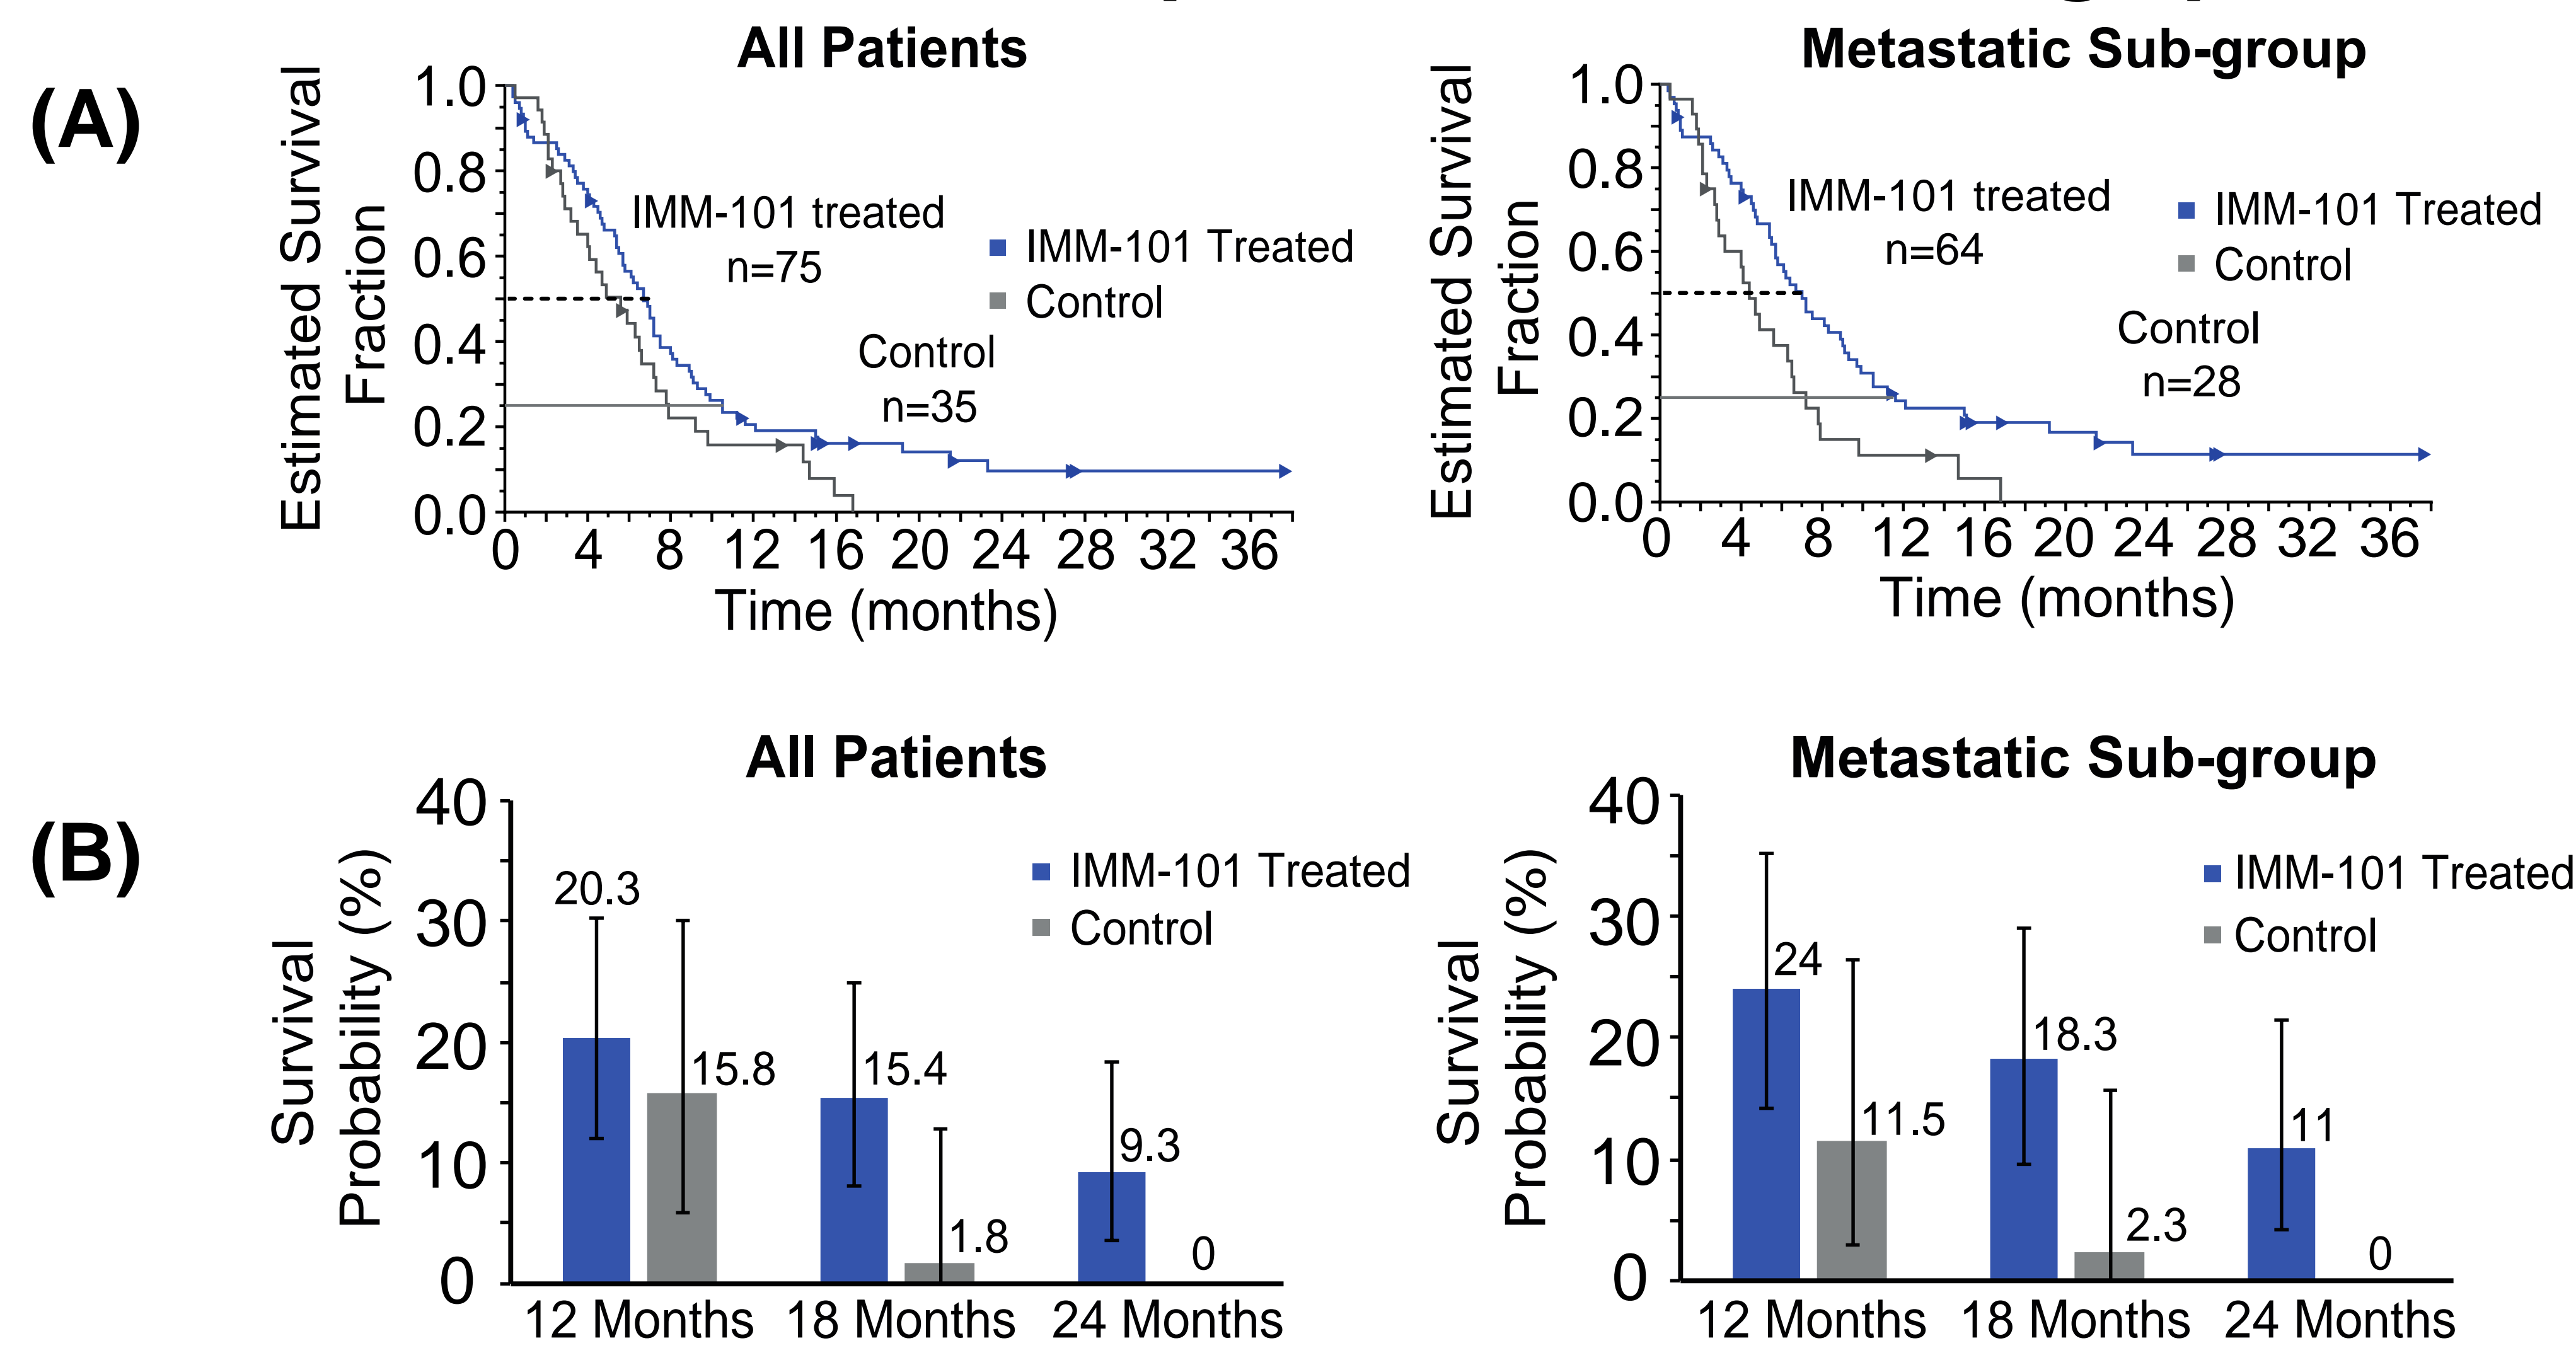 (A)
All Patients
Estimated Survival
Fraction
1.0
0.8
0.6
0.4
0.2
0.0
IMM-101 treated
n=75
IMM-101 Treated
Control
Control
n=35
0 4 8 12 16 20 24 28 32 36
Time (months)
Metastatic Sub-group
Estimated Survival
Fraction
1.0
0.8
0.6
0.4
0.2
0.0
IMM-101 treated
n=64
IMM-101 Treated
Control
Control
n=28
0 4 8 12 16 20 24 28 32 36
Time (months)
(B)
All Patients
Survival
Probability (%)
40
30
20
10
0
IMM-101 Treated
Control
20.3
15.8
15.4
1.8
9.3
0
12 Months 18 Months 24 Months
Metastatic Sub-group
Survival
Probability (%)
40
30
20
10
0
IMM-101 Treated
Control
24
11.5
18.3
2.3
11
0
12 Months 18 Months 24 Months